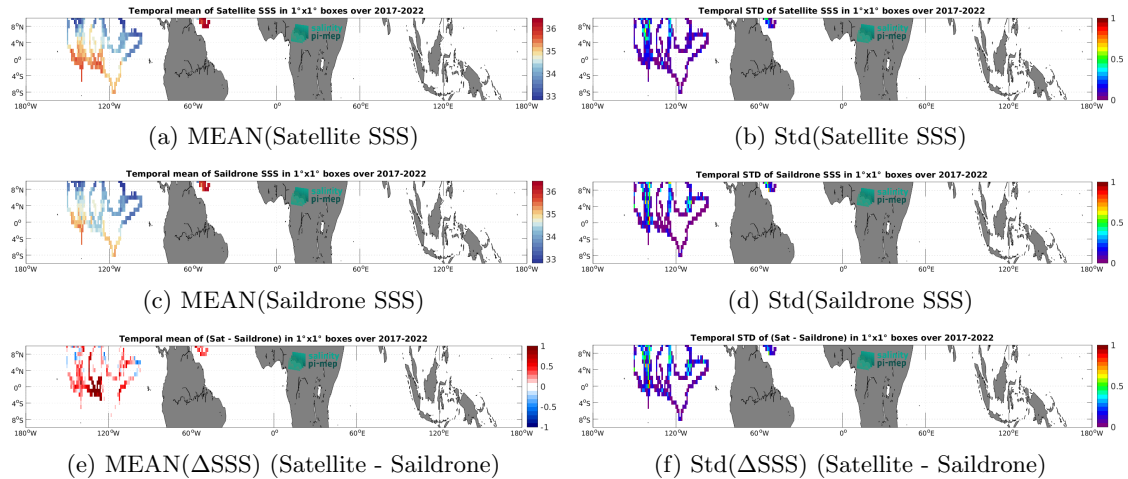 Temporal mean of Satellite SSS in 1°x1° boxes over 2017-2022
8°N
4°N
0°
4°S
8°S
salinity
pi-mep
36
35
34
33
180°W 120°W 60°W 0° 60°E 120°E 180°W
(a) MEAN(Satellite SSS)
Temporal STD of Satellite SSS in 1°x1° boxes over 2017-2022
8°N
4°N
0°
4°S
8°S
salinity
pi-mep
1
0.5
0
180°W 120°W 60°W 0° 60°E 120°E 180°W
(b) Std(Satellite SSS)
Temporal mean of Saildrone SSS in 1°x1° boxes over 2017-2022
8°N
4°N
0°
4°S
8°S
salinity
pi-mep
36
35
34
33
180°W 120°W 60°W 0° 60°E 120°E 180°W
(c) MEAN(Saildrone SSS)
Temporal STD of Saildrone SSS in 1°x1° boxes over 2017-2022
8°N
4°N
0°
4°S
8°S
salinity
pi-mep
1
0.5
0
180°W 120°W 60°W 0° 60°E 120°E 180°W
(d) Std(Saildrone SSS)
Temporal mean of (Sat - Saildrone) in 1°x1° boxes over 2017-2022
8°N
4°N
0°
4°S
8°S
salinity
pi-mep
1
0.5
0
-0.5
-1
180°W 120°W 60°W 0° 60°E 120°E 180°W
(e) MEAN(ΔSSS) (Satellite - Saildrone)
Temporal STD of (Sat - Saildrone) in 1°x1° boxes over 2017-2022
8°N
4°N
0°
4°S
8°S
salinity
pi-mep
1
0.5
0
180°W 120°W 60°W 0° 60°E 120°E 180°W
(f) Std(ΔSSS) (Satellite - Saildrone)